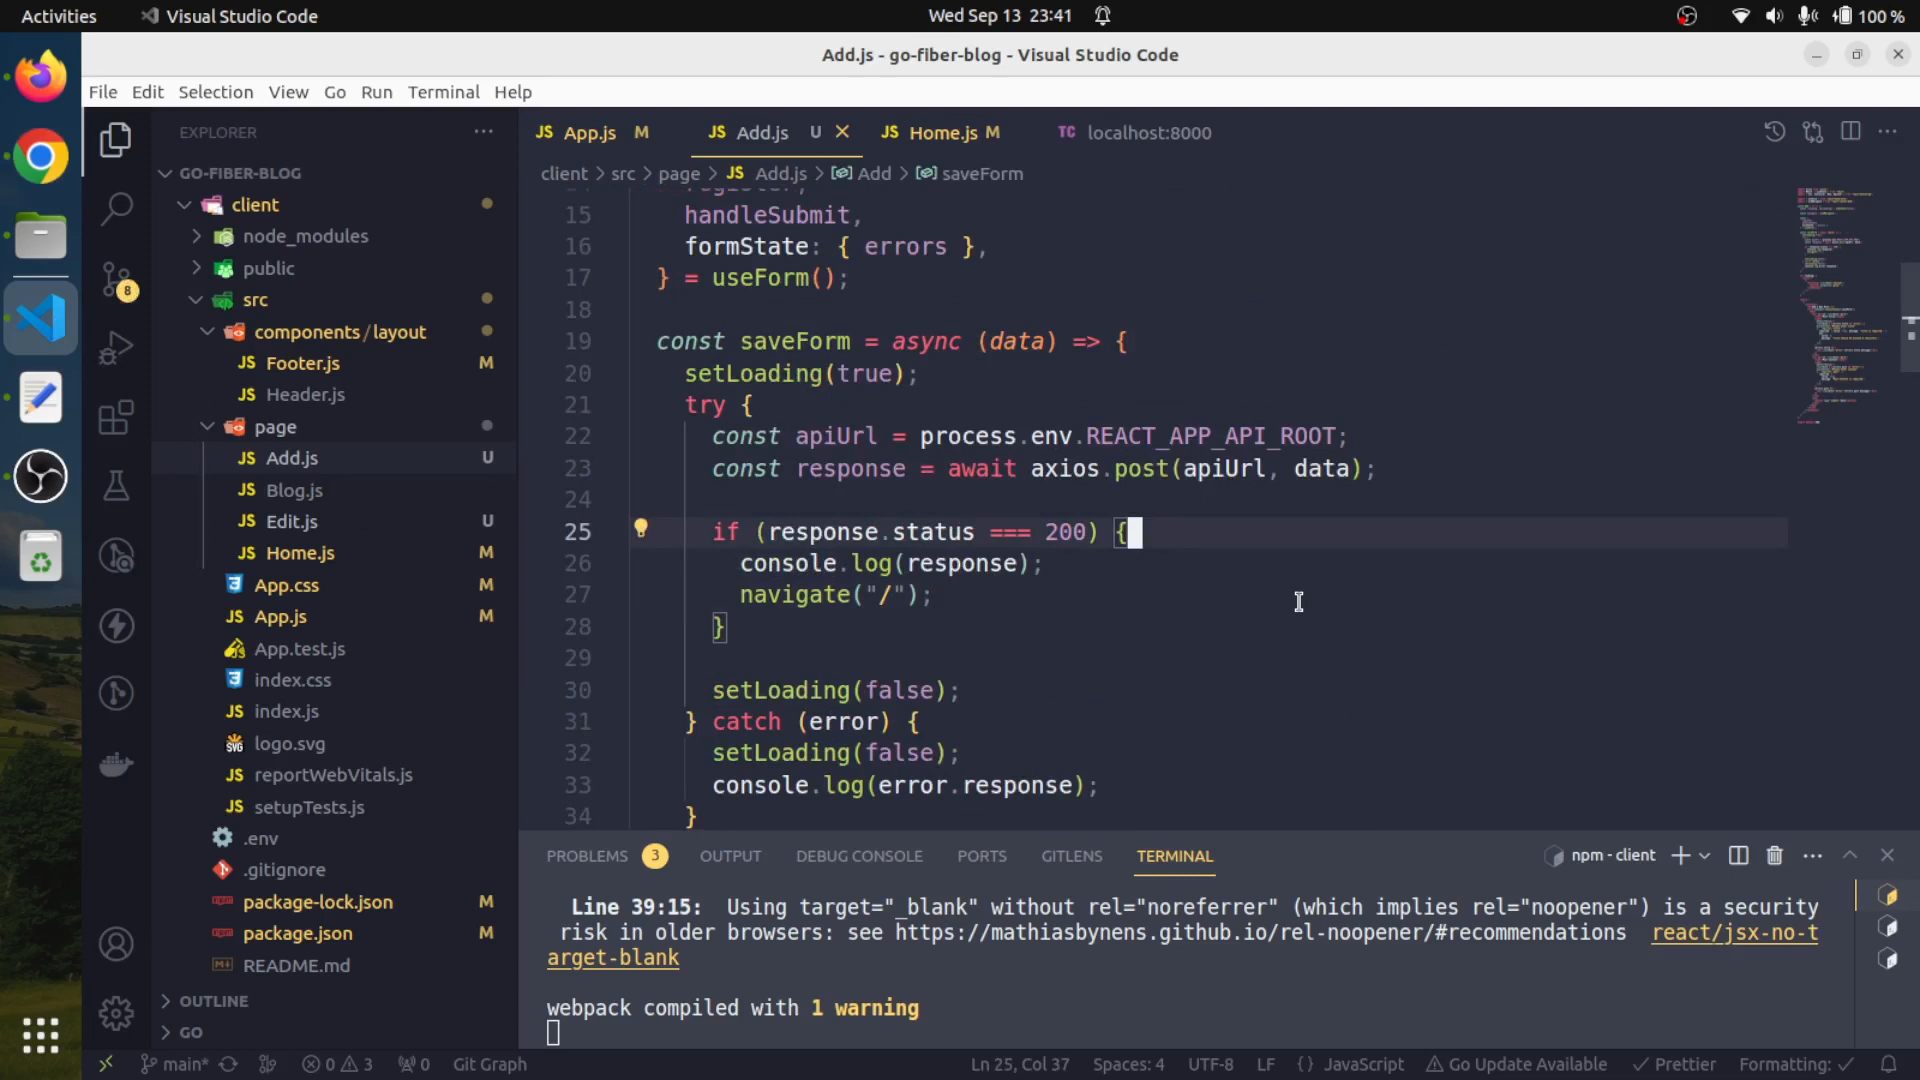 Activities
Visual Studio Code
Wed Sep 13 23:41
100 %
Add.js - go-fiber-blog - Visual Studio Code
File Edit Selection View Go Run Terminal Help
EXPLORER
GO-FIBER-BLOG
client
node_modules
public
src
components / layout
JS Footer.js M
JS Header.js
page
JS Add.js U
JS Blog.js
JS Edit.js U
JS Home.js M
App.css M
JS App.js M
App.test.js
index.css
JS index.js
SVG logo.svg
JS reportWebVitals.js
JS setupTests.js
.env
.gitignore
package-lock.json M
package.json M
README.md
OUTLINE
GO
8
JS App.js M
JS Add.js U
JS Home.js M
TC localhost:8000
client > src > page > JS Add.js > Add > saveForm
register,
15 handleSubmit,
16 formState: { errors },
17 } = useForm();
18
19 const saveForm = async (data) => {
20 setLoading(true);
21 try {
22 const apiUrl = process.env.REACT_APP_API_ROOT;
23 const response = await axios.post(apiUrl, data);
24
25 if (response.status === 200) {
26 console.log(response);
27 navigate("/");
28 }
29
30 setLoading(false);
31 } catch (error) {
32 setLoading(false);
33 console.log(error.response);
34 }
PROBLEMS 3 OUTPUT DEBUG CONSOLE PORTS GITLENS TERMINAL
npm - client
Line 39:15: Using target="_blank" without rel="noreferrer" (which implies rel="noopener") is a security
risk in older browsers: see https://mathiasbynens.github.io/rel-noopener/#recommendations react/jsx-no-t
arget-blank
webpack compiled with 1 warning
main* 0 3 0 Git Graph
Ln 25, Col 37 Spaces: 4 UTF-8 LF {} JavaScript Go Update Available Prettier Formatting: